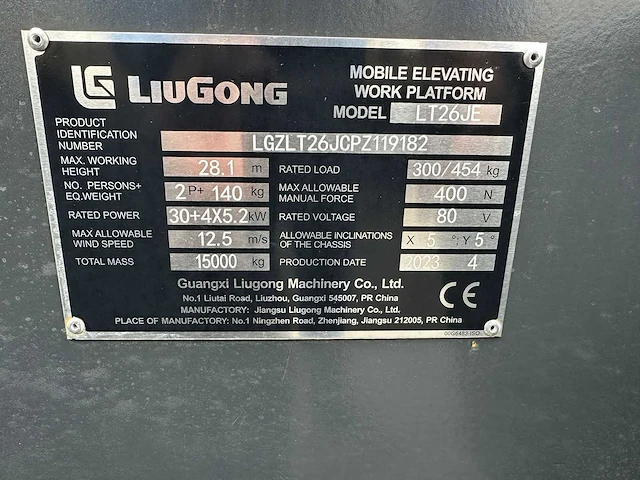 LG LIUGONG
MOBILE ELEVATING
WORK PLATFORM
MODEL LT26JE
PRODUCT
IDENTIFICATION
NUMBER LGZLT26JCPZ119182
MAX. WORKING
HEIGHT 28.1 m
RATED LOAD 300/454 kg
NO. PERSONS+
EQ.WEIGHT 2 P+ 140 kg
MAX ALLOWABLE
MANUAL FORCE 400 N
RATED POWER 30+4X5.2 kW
RATED VOLTAGE 80 V
MAX ALLOWABLE
WIND SPEED 12.5 m/s
ALLOWABLE INCLINATIONS
OF THE CHASSIS X 5°; Y 5°
TOTAL MASS 15000 kg
PRODUCTION DATE 2023 4
Guangxi Liugong Machinery Co., Ltd.
No.1 Liutai Road, Liuzhou, Guangxi 545007, PR China
MANUFACTORY: Jiangsu Liugong Machinery Co., Ltd.
PLACE OF MANUFACTORY: No.1 Ningzhen Road, Zhenjiang, Jiangsu 212005, PR China
CE
00G6483-ISO